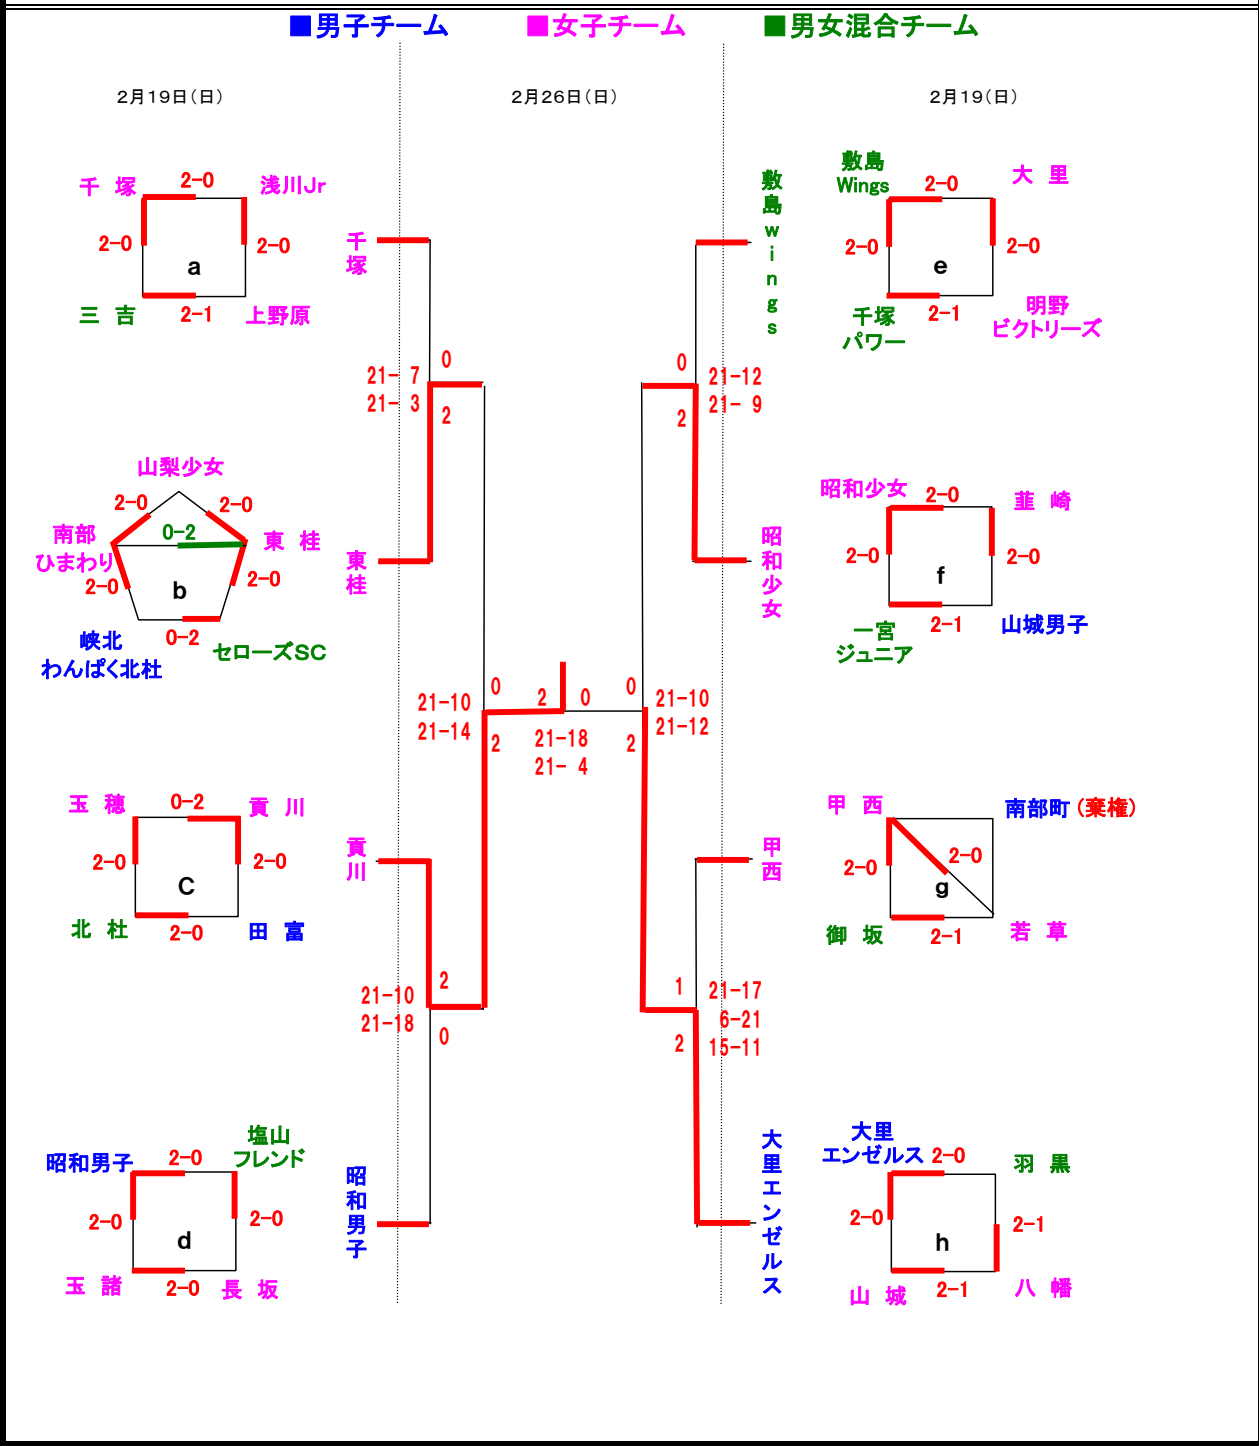 ■男子チーム ■女子チーム ■男女混合チーム
2月19日(日) 2月26日(日) 2月19(日)
千 塚 2-0 浅川Jr
2-0 a 2-0
三 吉 2-1 上野原
山梨少女
2-0 2-0
南部
ひまわり
0-2
東 桂
2-0 b 2-0
峡北
わんぱく北杜
0-2
セローズSC
玉 穂 0-2 貢 川
2-0 C 2-0
北 杜 2-0 田 富
昭和男子 2-0
塩山
フレンド
2-0 d 2-0
玉 諸 2-0 長 坂
千塚
0
21- 7
21- 3
2
東桂
0
21-10
21-14
2
貢川
2
21-10
21-18
0
昭和男子
2 0
21-18
21- 4
敷島wings
0
21-12
21- 9
2
昭和少女
0
21-10
21-12
2
甲西
1
21-17
6-21
15-11
2
大里エンゼルス
敷島
Wings
2-0 大 里
2-0 e 2-0
千塚
パワー
2-1
明野
ビクトリーズ
昭和少女 2-0 韮 崎
2-0 f 2-0
一宮
ジュニア
2-1 山城男子
甲 西 南部町(棄権)
2-0 g 2-0
御 坂 2-1 若 草
大里
エンゼルス
2-0 羽 黒
2-0 h 2-1
山 城 2-1 八 幡